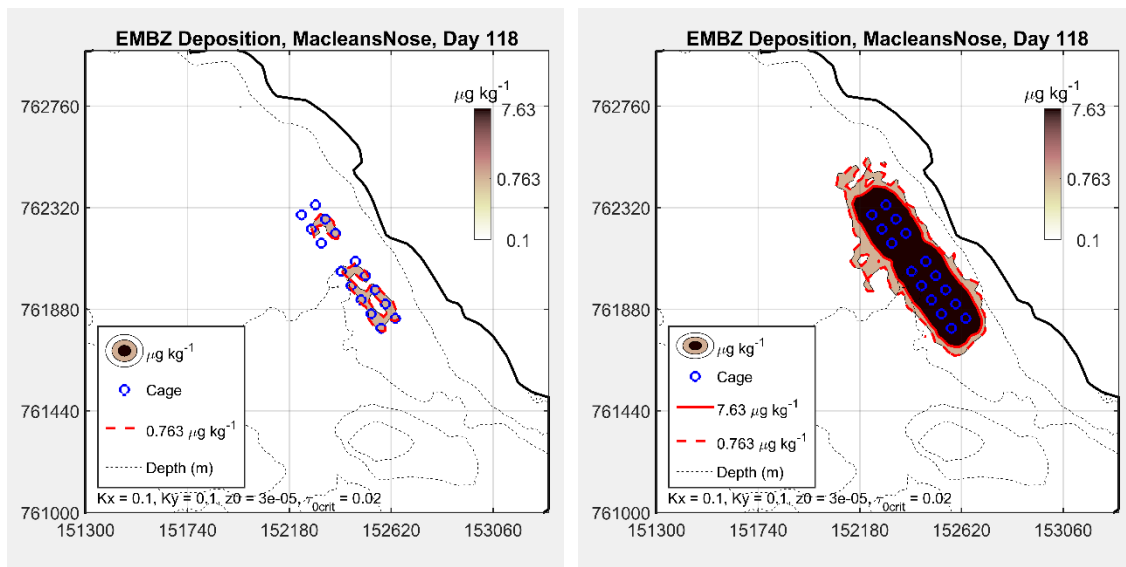 EMBZ Deposition, MacleansNose, Day 118
μg kg⁻¹
7.63
0.763
0.1
762760
762320
761880
761440
761000
μg kg⁻¹
Cage
0.763 μg kg⁻¹
Depth (m)
Kx = 0.1, Ky = 0.1, z0 = 3e-05, τ0crit = 0.02
151300 151740 152180 152620 153060
EMBZ Deposition, MacleansNose, Day 118
μg kg⁻¹
7.63
0.763
0.1
762760
762320
761880
761440
761000
μg kg⁻¹
Cage
7.63 μg kg⁻¹
0.763 μg kg⁻¹
Depth (m)
Kx = 0.1, Ky = 0.1, z0 = 3e-05, τ0crit = 0.02
151300 151740 152180 152620 153060